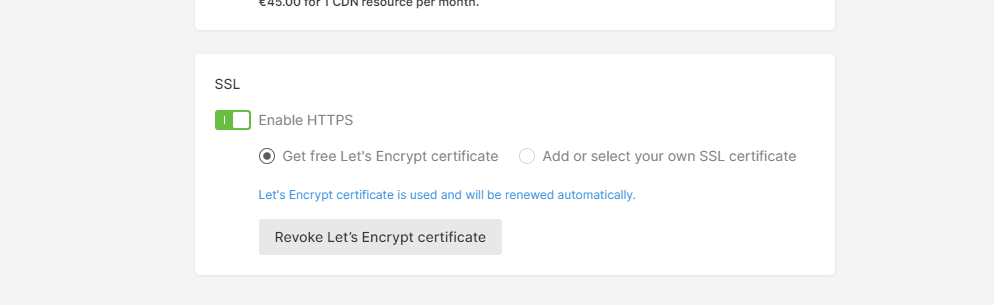 €45.00 for 1 CDN resource per month.
SSL
Enable HTTPS
Get free Let's Encrypt certificate Add or select your own SSL certificate
Let's Encrypt certificate is used and will be renewed automatically.
Revoke Let’s Encrypt certificate